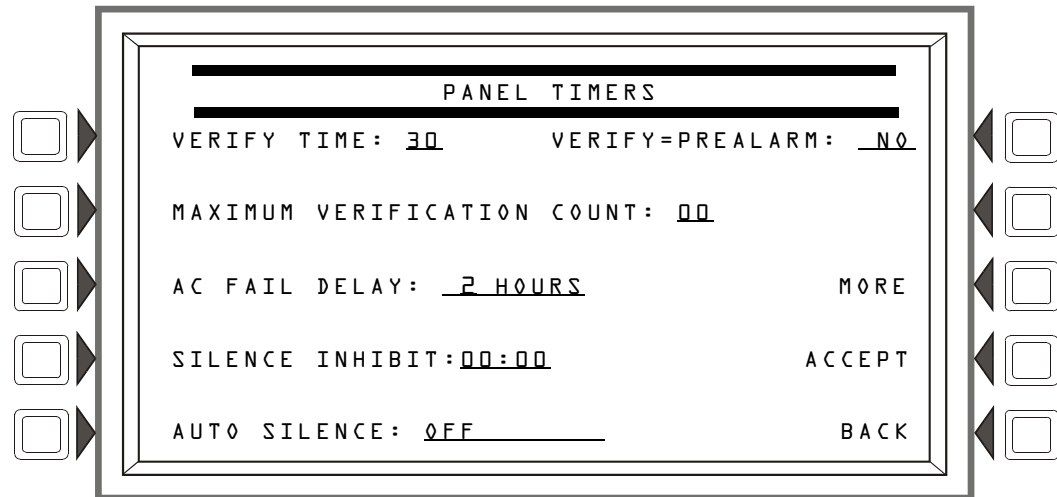 PANEL TIMERS
VERIFY TIME: 30 VERIFY=PREALARM: NO
MAXIMUM VERIFICATION COUNT: 00
AC FAIL DELAY: 2 HOURS MORE
SILENCE INHIBIT:00:00 ACCEPT
AUTO SILENCE: OFF BACK